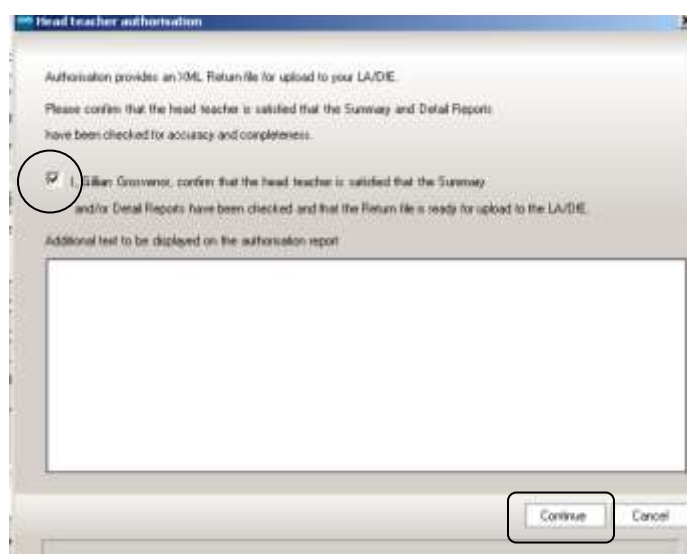 Head teacher authorisation
Authorisation provides an XML Return file for upload to your LA/DfE.
Please confirm that the head teacher is satisfied that the Summary and Detail Reports
have been checked for accuracy and completeness.
I, Gillian Grosvenor, confirm that the head teacher is satisfied that the Summary
and/or Detail Reports have been checked and that the Return file is ready for upload to the LA/DfE.
Additional text to be displayed on the authorisation report
Continue
Cancel